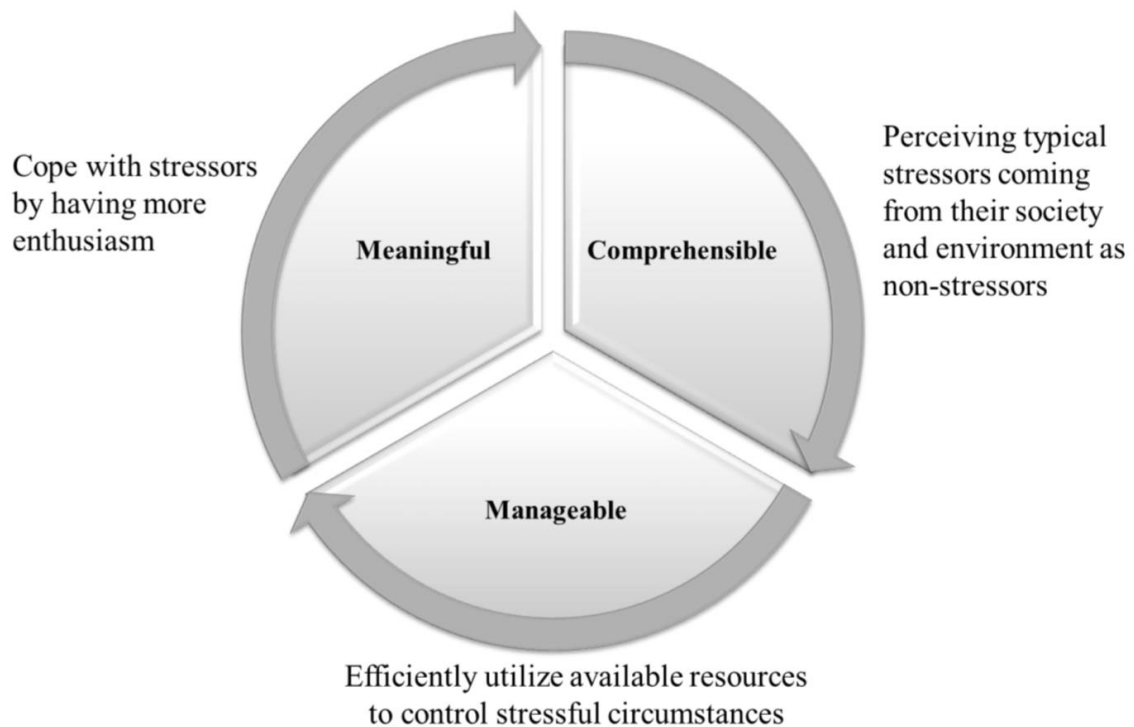 Cope with stressors
by having more
enthusiasm
Meaningful
Comprehensible
Perceiving typical
stressors coming
from their society
and environment as
non-stressors
Manageable
Efficiently utilize available resources
to control stressful circumstances